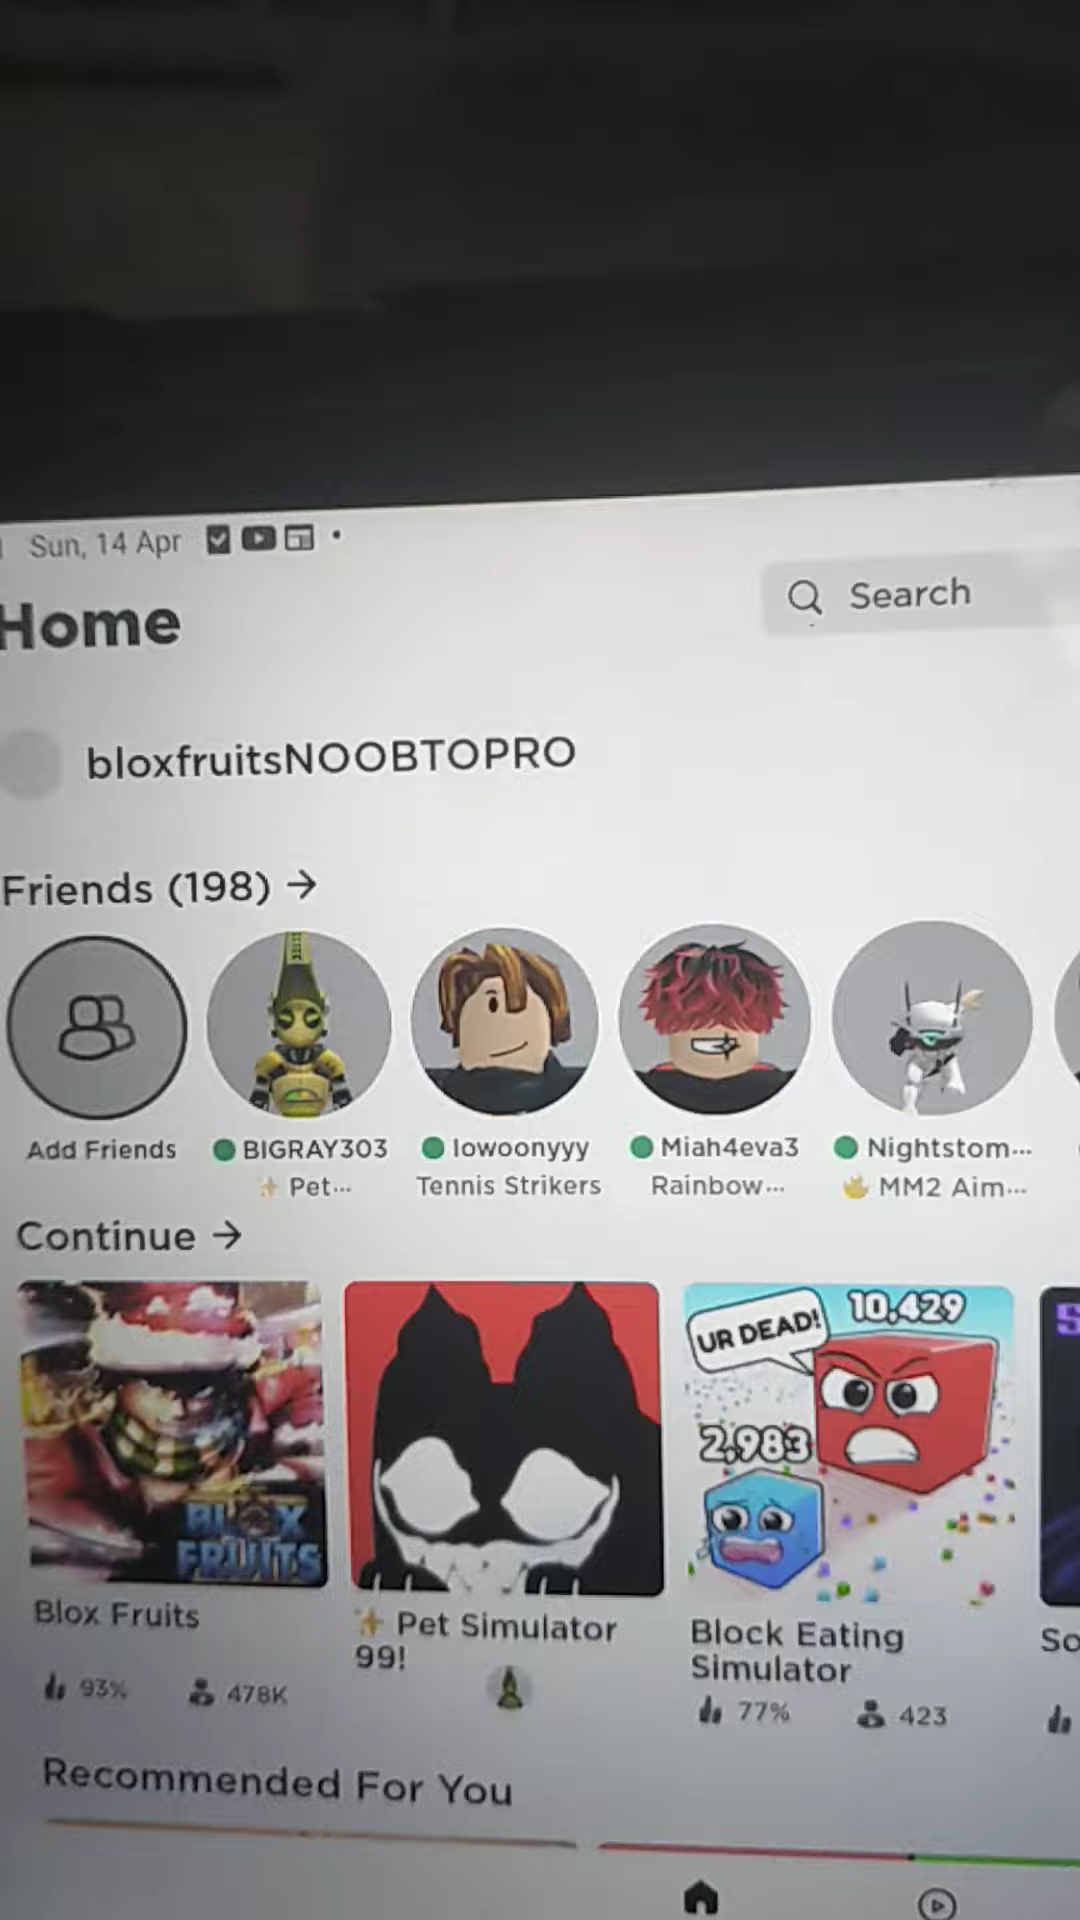 Sun, 14 Apr
Home
Search
bloxfruitsNOOBTOPRO
Friends (198) →
Add Friends
BIGRAY303
lowoonyyy
Miah4eva3
Nightstom...
Pet...
Tennis Strikers
Rainbow...
MM2 Aim...
Continue →
BLOX
FRUITS
UR DEAD!
10,429
2,983
S
Blox Fruits
Pet Simulator
99!
Block Eating
Simulator
So
93%
478K
77%
423
Recommended For You